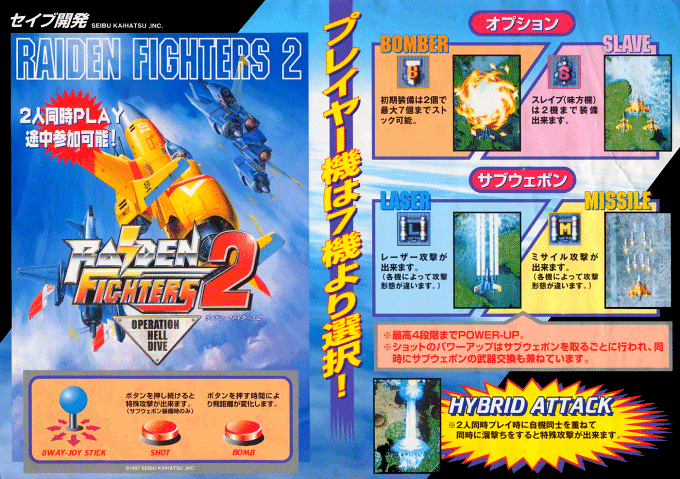 セイブ開発 SEIBU KAIHATSU ,INC.
RAIDEN FIGHTERS 2
2人同時PLAY
途中参加可能!
RAIDEN
FIGHTERS 2
ライデン ファイターズ2
OPERATION
HELL
DIVE
ボタンを押し続けると
特殊攻撃が出来ます。
(サブウェポン装備時のみ)
ボタンを押す時間によ
り飛距離が変化します。
8WAY-JOY STICK
SHOT
BOMB
©1997 SEIBU KAIHATSU ,INC.
プレイヤー機は7機より選択!
オプション
BOMBER
B
初期装備は2個で
最大7個までスト
ック可能。
SLAVE
S
スレイブ(味方機)
は2機まで装備
出来ます。
サブウェポン
LASER
L
レーザー攻撃が
出来ます。
(各機によって攻撃
形態が違います。)
MISSILE
M
ミサイル攻撃が
出来ます。
(各機によって攻撃
形態が違います。)
※最高4段階までPOWER-UP。
※ショットのパワーアップはサブウェポンを取るごとに行われ、同
時にサブウェポンの武器交換も兼ねています。
HYBRID ATTACK
※2人同時プレイ時に自機同士を重ねて
同時に溜撃ちをすると特殊攻撃が出来ます。